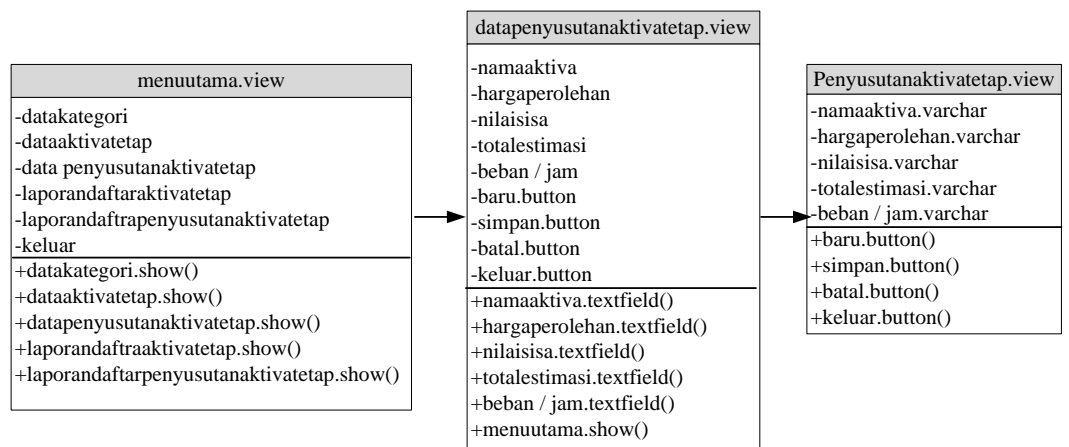 menuutama.view
-datakategori
-dataaktivatetap
-data penyusutanaktivatetap
-laporandaftaraktivatetap
-laporandaftrapenyusutanaktivatetap
-keluar
+datakategori.show()
+dataaktivatetap.show()
+datapenyusutanaktivatetap.show()
+laporandaftraaktivatetap.show()
+laporandaftarpenyusutanaktivatetap.show()
datapenyusutanaktivatetap.view
-namaaktiva
-hargaperolehan
-nilaisisa
-totalestimasi
-beban / jam
-baru.button
-simpan.button
-batal.button
-keluar.button
+namaaktiva.textfield()
+hargaperolehan.textfield()
+nilaisisa.textfield()
+totalestimasi.textfield()
+beban / jam.textfield()
+menuutama.show()
Penyusutanaktivatetap.view
-namaaktiva.varchar
-hargaperolehan.varchar
-nilaisisa.varchar
-totalestimasi.varchar
-beban / jam.varchar
+baru.button()
+simpan.button()
+batal.button()
+keluar.button()